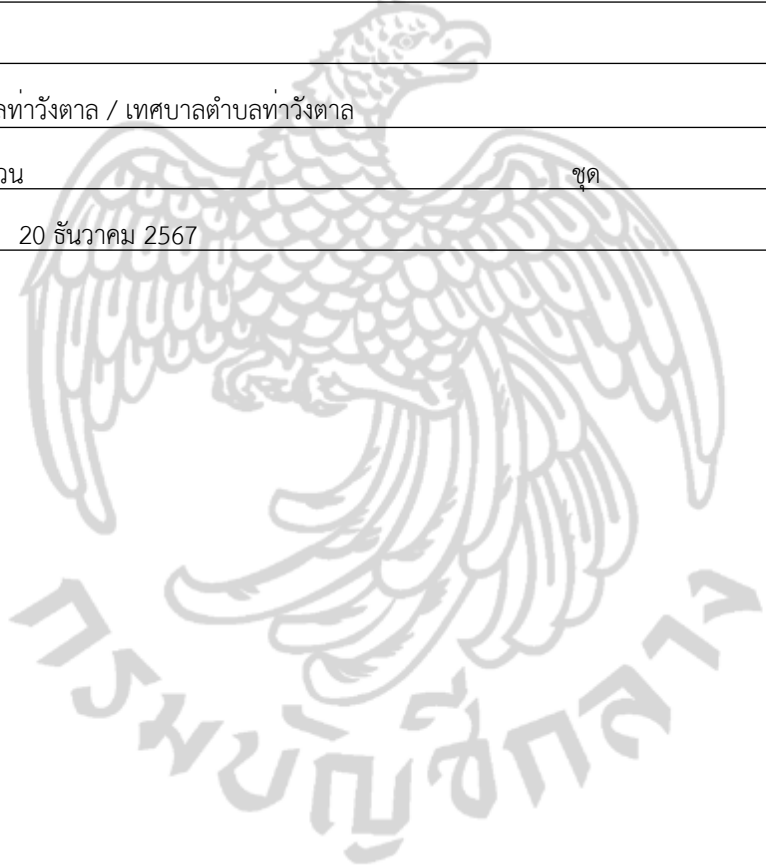 ลท่าวังตาล / เทศบาลตำบลท่าวังตาล
วน ชุด
20 ธันวาคม 2567
กรมบัญชีกลาง